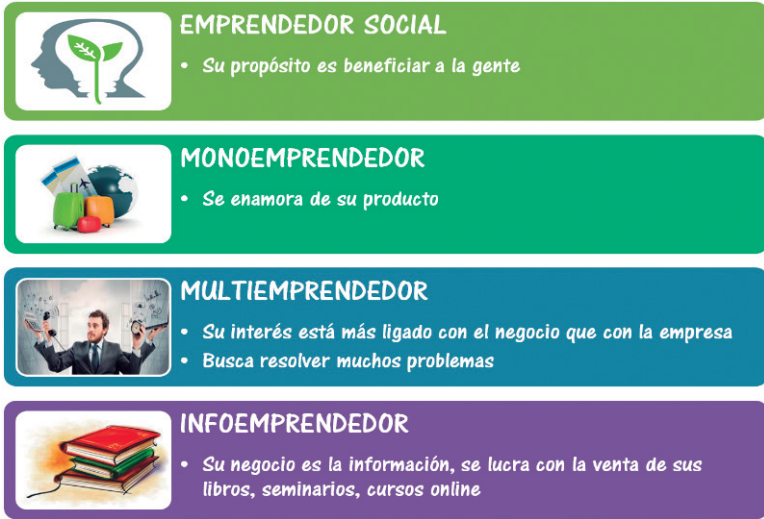 EMPRENDEDOR SOCIAL
• Su propósito es beneficiar a la gente
MONOEMPRENDEDOR
• Se enamora de su producto
MULTIEMPRENDEDOR
• Su interés está más ligado con el negocio que con la empresa
• Busca resolver muchos problemas
INFOEMPRENDEDOR
• Su negocio es la información, se lucra con la venta de sus
libros, seminarios, cursos online